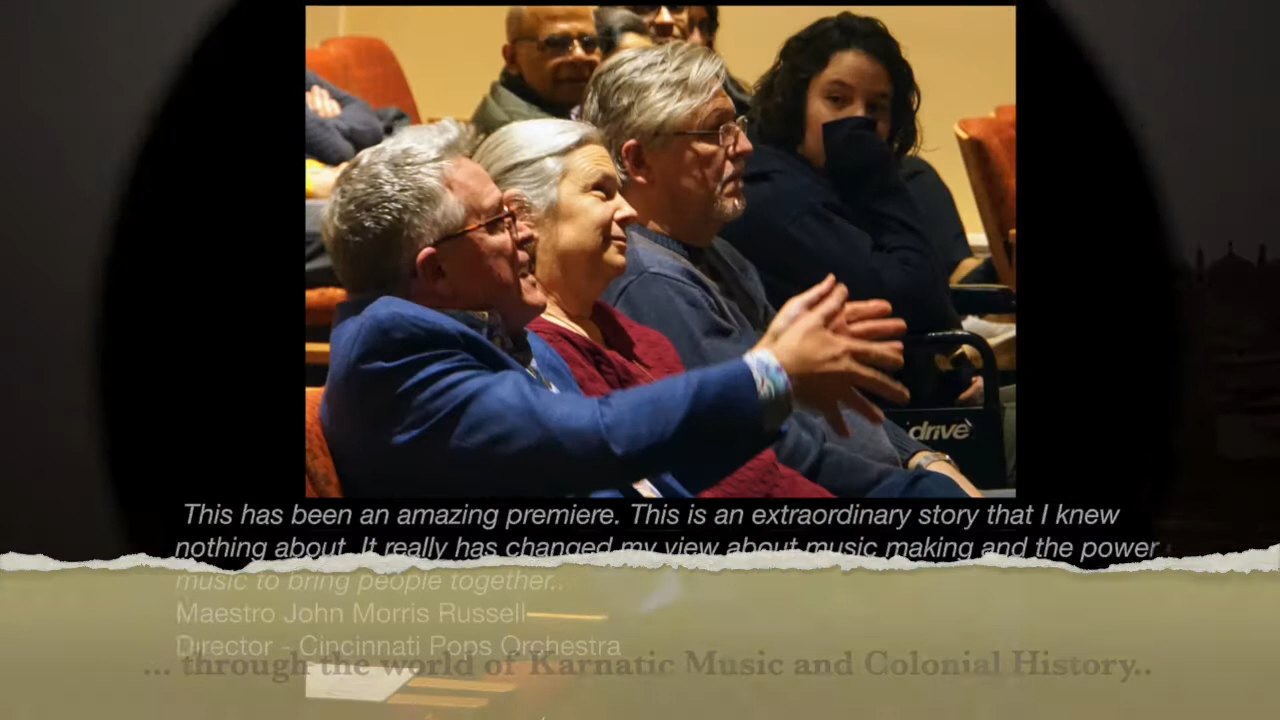 drive
This has been an amazing premiere. This is an extraordinary story that I knew
nothing about. It really has changed my view about music making and the power
music to bring people together..
Maestro John Morris Russell
Director - Cincinnati Pops Orchestra
... through the world of Karnatic Music and Colonial History..